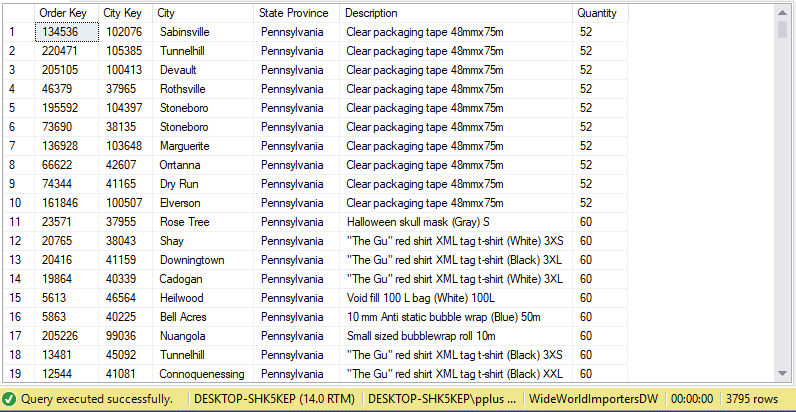 Order Key City Key City State Province Description Quantity
1 134536 102076 Sabinsville Pennsylvania Clear packaging tape 48mmx75m 52
2 220471 105385 Tunnelhill Pennsylvania Clear packaging tape 48mmx75m 52
3 205105 100413 Devault Pennsylvania Clear packaging tape 48mmx75m 52
4 46379 37965 Rothsville Pennsylvania Clear packaging tape 48mmx75m 52
5 195592 104397 Stoneboro Pennsylvania Clear packaging tape 48mmx75m 52
6 73690 38135 Stoneboro Pennsylvania Clear packaging tape 48mmx75m 52
7 136928 103648 Marguerite Pennsylvania Clear packaging tape 48mmx75m 52
8 66622 42607 Orrtanna Pennsylvania Clear packaging tape 48mmx75m 52
9 74344 41165 Dry Run Pennsylvania Clear packaging tape 48mmx75m 52
10 161846 100507 Elverson Pennsylvania Clear packaging tape 48mmx75m 52
11 23571 37955 Rose Tree Pennsylvania Halloween skull mask (Gray) S 60
12 20765 38043 Shay Pennsylvania "The Gu" red shirt XML tag t-shirt (White) 3XS 60
13 20416 41159 Downingtown Pennsylvania "The Gu" red shirt XML tag t-shirt (Black) 3XL 60
14 19864 40339 Cadogan Pennsylvania "The Gu" red shirt XML tag t-shirt (White) 3XL 60
15 5613 46564 Heilwood Pennsylvania Void fill 100 L bag (White) 100L 60
16 5863 40225 Bell Acres Pennsylvania 10 mm Anti static bubble wrap (Blue) 50m 60
17 205226 99036 Nuangola Pennsylvania Small sized bubblewrap roll 10m 60
18 13481 45092 Tunnelhill Pennsylvania "The Gu" red shirt XML tag t-shirt (Black) 3XS 60
19 12544 41081 Connoquenessing Pennsylvania "The Gu" red shirt XML tag t-shirt (Black) XXL 60
Query executed successfully. DESKTOP-SHK5KEP (14.0 RTM) DESKTOP-SHK5KEP\pplus ... WideWorldImportersDW 00:00:00 3795 rows